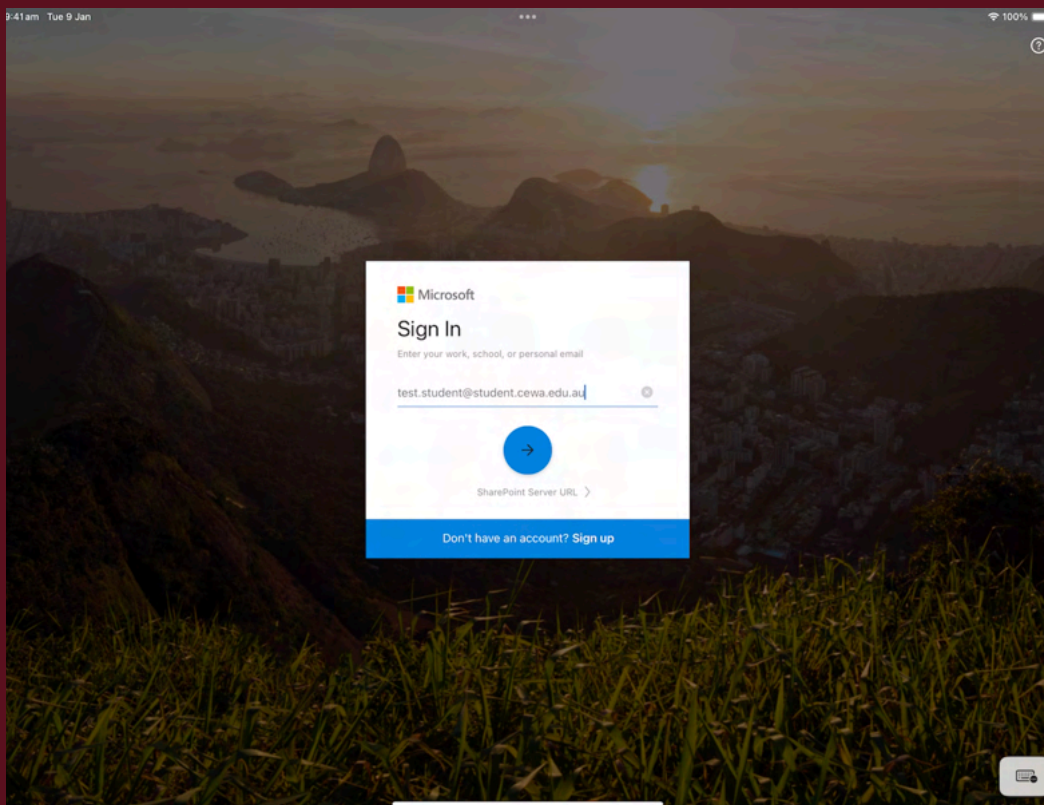 9:41am Tue 9 Jan
100%
Microsoft
Sign In
Enter your work, school, or personal email
test.student@student.cewa.edu.au
SharePoint Server URL
Don't have an account? Sign up